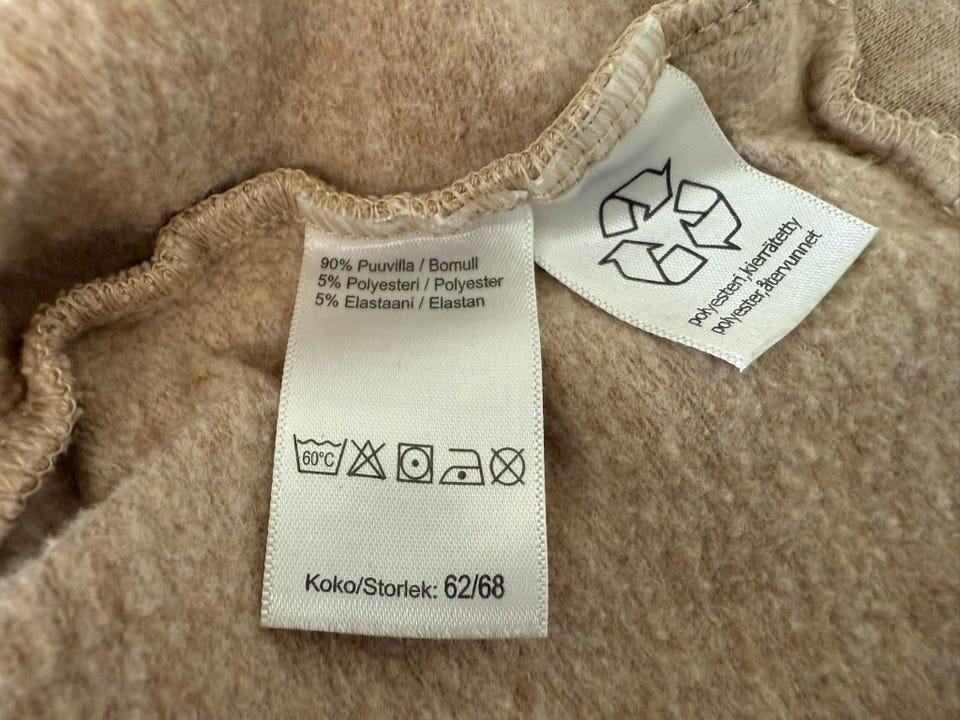 90% Puuvilla / Bomull
5% Polyesteri / Polyester
5% Elastaani / Elastan
60°C
Koko/Storlek: 62/68
polyesteri,kierrätetty
polyester,återvunnet